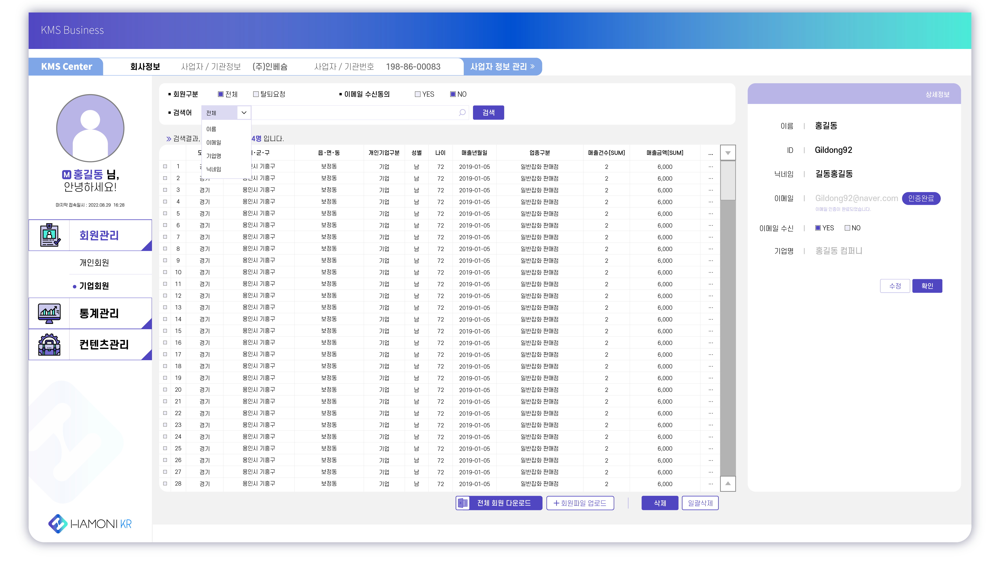 KMS Business
KMS Center 회사정보 사업자 / 기관정보 (주)인베슘 사업자 / 기관번호 198-86-00083 사업자 정보 관리
M 홍길동 님,
안녕하세요!
마지막 접속일시 : 2022.08.29 16:28
회원관리
개인회원
기업회원
통계관리
컨텐츠관리
HAMONI KR
회원구분 전체 탈퇴요청 이메일 수신동의 YES NO
검색어 전체 검색
이름
이메일
기업명
닉네임
검색결과, 4명 입니다.
군·구 읍·면·동 개인기업구분 성별 나이 매출년월일 업종구분 매출건수[SUM] 매출금액[SUM] ...
1 시 기흥구 보정동 기업 남 72 2019-01-05 일반잡화 판매점 2 6,000 ...
2 경기 용인시 기흥구 보정동 기업 남 72 2019-01-05 일반잡화 판매점 2 6,000 ...
3 경기 용인시 기흥구 보정동 기업 남 72 2019-01-05 일반잡화 판매점 2 6,000 ...
4 경기 용인시 기흥구 보정동 기업 남 72 2019-01-05 일반잡화 판매점 2 6,000 ...
5 경기 용인시 기흥구 보정동 기업 남 72 2019-01-05 일반잡화 판매점 2 6,000 ...
6 경기 용인시 기흥구 보정동 기업 남 72 2019-01-05 일반잡화 판매점 2 6,000 ...
7 경기 용인시 기흥구 보정동 기업 남 72 2019-01-05 일반잡화 판매점 2 6,000 ...
8 경기 용인시 기흥구 보정동 기업 남 72 2019-01-05 일반잡화 판매점 2 6,000 ...
9 경기 용인시 기흥구 보정동 기업 남 72 2019-01-05 일반잡화 판매점 2 6,000 ...
10 경기 용인시 기흥구 보정동 기업 남 72 2019-01-05 일반잡화 판매점 2 6,000 ...
11 경기 용인시 기흥구 보정동 기업 남 72 2019-01-05 일반잡화 판매점 2 6,000 ...
12 경기 용인시 기흥구 보정동 기업 남 72 2019-01-05 일반잡화 판매점 2 6,000 ...
13 경기 용인시 기흥구 보정동 기업 남 72 2019-01-05 일반잡화 판매점 2 6,000 ...
14 경기 용인시 기흥구 보정동 기업 남 72 2019-01-05 일반잡화 판매점 2 6,000 ...
15 경기 용인시 기흥구 보정동 기업 남 72 2019-01-05 일반잡화 판매점 2 6,000 ...
16 경기 용인시 기흥구 보정동 기업 남 72 2019-01-05 일반잡화 판매점 2 6,000 ...
17 경기 용인시 기흥구 보정동 기업 남 72 2019-01-05 일반잡화 판매점 2 6,000 ...
18 경기 용인시 기흥구 보정동 기업 남 72 2019-01-05 일반잡화 판매점 2 6,000 ...
19 경기 용인시 기흥구 보정동 기업 남 72 2019-01-05 일반잡화 판매점 2 6,000 ...
20 경기 용인시 기흥구 보정동 기업 남 72 2019-01-05 일반잡화 판매점 2 6,000 ...
21 경기 용인시 기흥구 보정동 기업 남 72 2019-01-05 일반잡화 판매점 2 6,000 ...
22 경기 용인시 기흥구 보정동 기업 남 72 2019-01-05 일반잡화 판매점 2 6,000 ...
23 경기 용인시 기흥구 보정동 기업 남 72 2019-01-05 일반잡화 판매점 2 6,000 ...
24 경기 용인시 기흥구 보정동 기업 남 72 2019-01-05 일반잡화 판매점 2 6,000 ...
25 경기 용인시 기흥구 보정동 기업 남 72 2019-01-05 일반잡화 판매점 2 6,000 ...
26 경기 용인시 기흥구 보정동 기업 남 72 2019-01-05 일반잡화 판매점 2 6,000 ...
27 경기 용인시 기흥구 보정동 기업 남 72 2019-01-05 일반잡화 판매점 2 6,000 ...
28 경기 용인시 기흥구 보정동 기업 남 72 2019-01-05 일반잡화 판매점 2 6,000 ...
전체 회원 다운로드 +회원파일 업로드 삭제 일괄삭제
상세정보
이름 | 홍길동
ID | Gildong92
닉네임 | 길동홍길동
이메일 | Gildong92@naver.com 인증완료
이메일 인증이 완료되었습니다.
이메일 수신 | YES NO
기업명 | 홍길동 컴퍼니
수정 확인